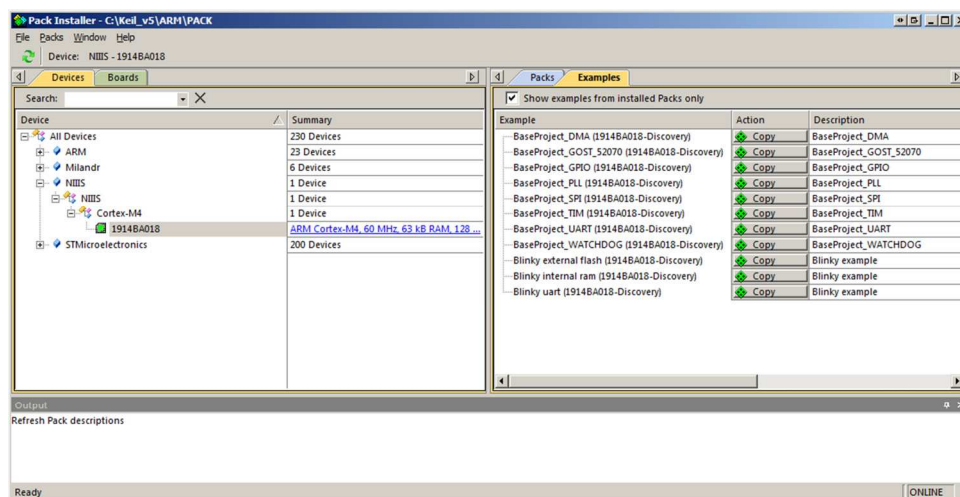 Pack Installer - C:\Keil_v5\ARM\PACK
File Packs Window Help
Device: NIIIS - 1914BA018
Devices Boards
Search:
Device Summary
All Devices 230 Devices
ARM 23 Devices
Milandr 6 Devices
NIIIS 1 Device
NIIIS 1 Device
Cortex-M4 1 Device
1914BA018 ARM Cortex-M4, 60 MHz, 63 kB RAM, 128 ...
STMicroelectronics 200 Devices
Packs Examples
Show examples from installed Packs only
Example Action Description
BaseProject_DMA (1914BA018-Discovery) Copy BaseProject_DMA
BaseProject_GOST_52070 (1914BA018-Discovery) Copy BaseProject_GOST_52070
BaseProject_GPIO (1914BA018-Discovery) Copy BaseProject_GPIO
BaseProject_PLL (1914BA018-Discovery) Copy BaseProject_PLL
BaseProject_SPI (1914BA018-Discovery) Copy BaseProject_SPI
BaseProject_TIM (1914BA018-Discovery) Copy BaseProject_TIM
BaseProject_UART (1914BA018-Discovery) Copy BaseProject_UART
BaseProject_WATCHDOG (1914BA018-Discovery) Copy BaseProject_WATCHDOG
Blinky external flash (1914BA018-Discovery) Copy Blinky example
Blinky internal ram (1914BA018-Discovery) Copy Blinky example
Blinky uart (1914BA018-Discovery) Copy Blinky example
Output
Refresh Pack descriptions
Ready ONLINE